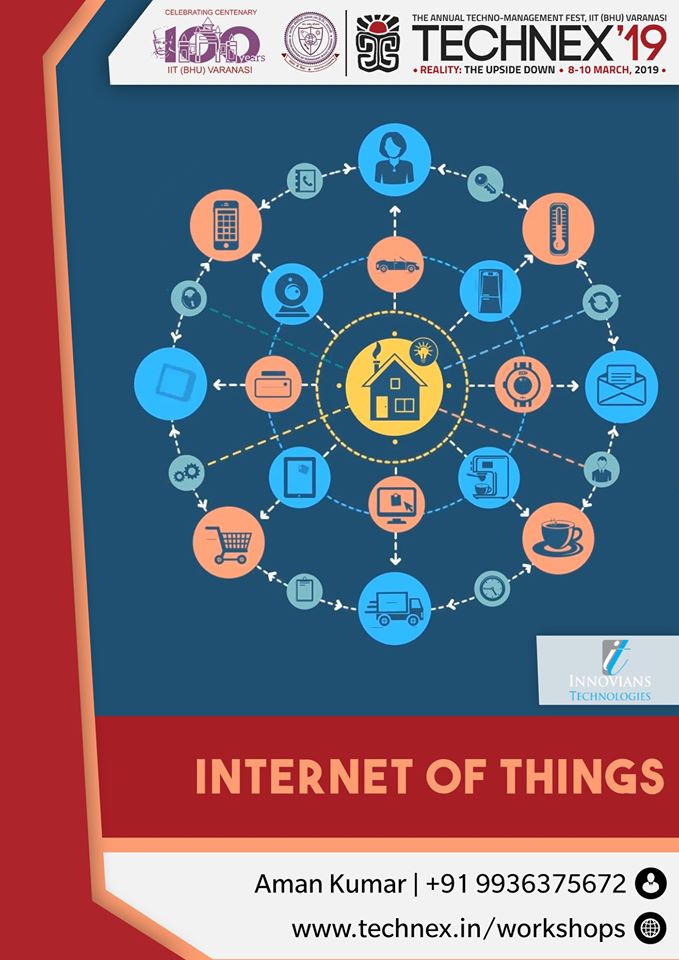 CELEBRATING CENTENARY
100 years
IIT (BHU) VARANASI
THE ANNUAL TECHNO-MANAGEMENT FEST, IIT (BHU) VARANASI
TECHNEX'19
• REALITY: THE UPSIDE DOWN • 8-10 MARCH, 2019 •
it
INNOVIANS
TECHNOLOGIES
INTERNET OF THINGS
Aman Kumar | +91 9936375672
www.technex.in/workshops